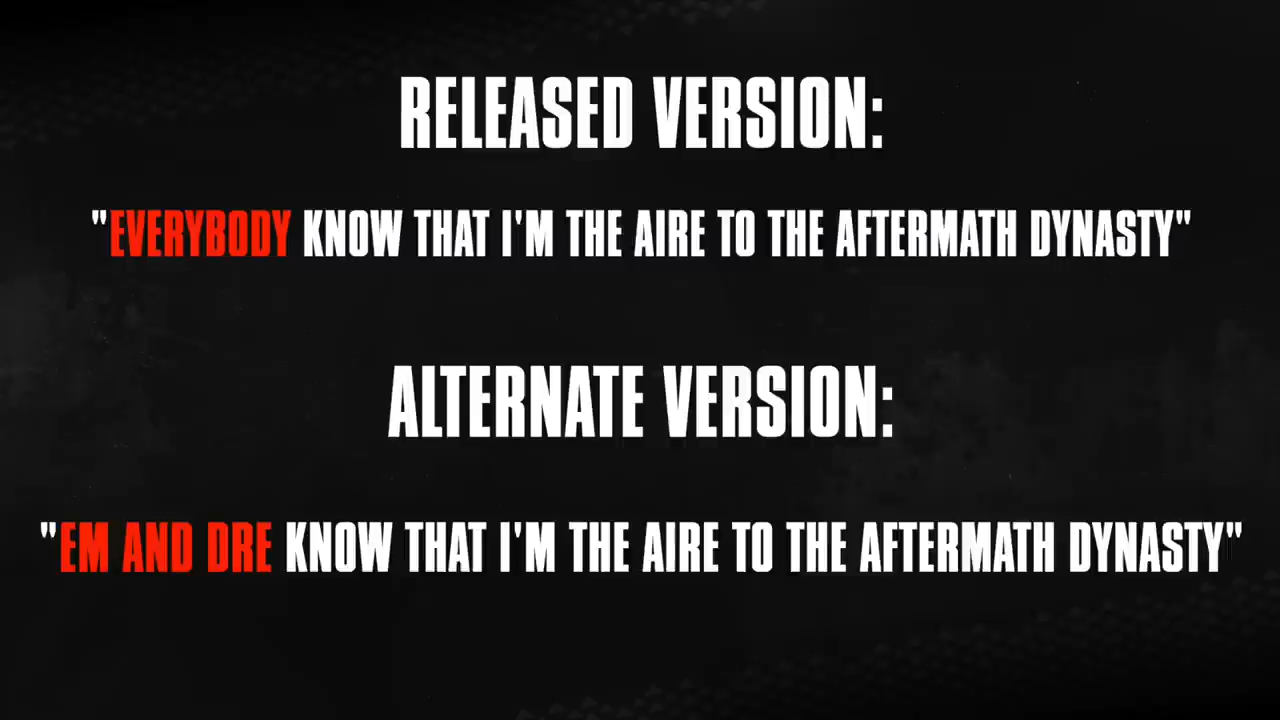 RELEASED VERSION:
"EVERYBODY KNOW THAT I'M THE AIRE TO THE AFTERMATH DYNASTY"
ALTERNATE VERSION:
"EM AND DRE KNOW THAT I'M THE AIRE TO THE AFTERMATH DYNASTY"